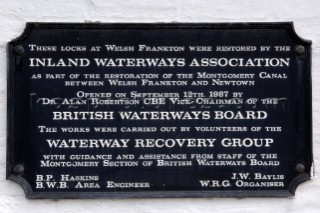 These locks at Welsh Frankton were restored by the
INLAND WATERWAYS ASSOCIATION
as part of the restoration of the Montgomery Canal
between Welsh Frankton and Newtown
Opened on September 12th. 1987 by
Dr. Alan Robertson CBE Vice-Chairman of the
BRITISH WATERWAYS BOARD
The works were carried out by volunteers of the
WATERWAY RECOVERY GROUP
with guidance and assistance from staff of the
Montgomery Section of British Waterways Board
B.P. Haskins J.W. Baylis
B.W.B. Area Engineer W.R.G. Organiser